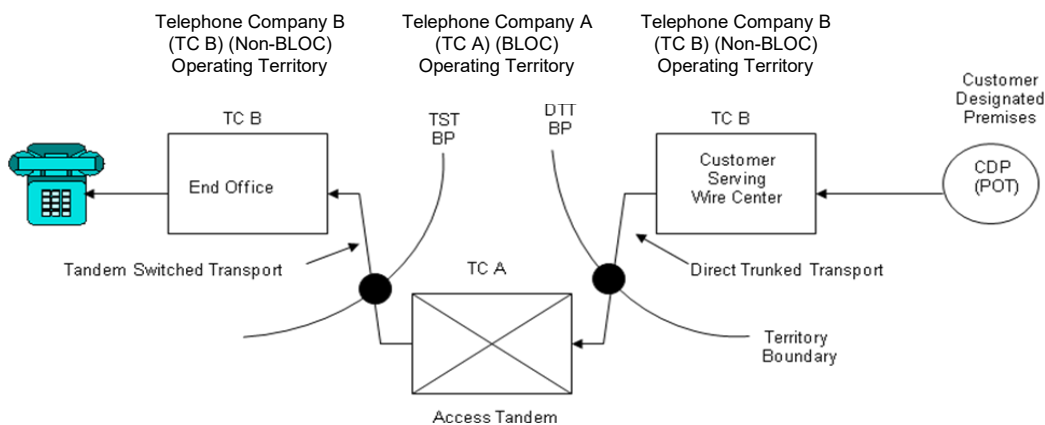 Telephone Company B
(TC B) (Non-BLOC)
Operating Territory
Telephone Company A
(TC A) (BLOC)
Operating Territory
Telephone Company B
(TC B) (Non-BLOC)
Operating Territory
Customer
Designated
Premises
TC B
TST
BP
DTT
BP
TC B
End Office
Customer
Serving
Wire Center
CDP
(POT)
Tandem Switched Transport
TC A
Direct Trunked Transport
Territory
Boundary
Access Tandem